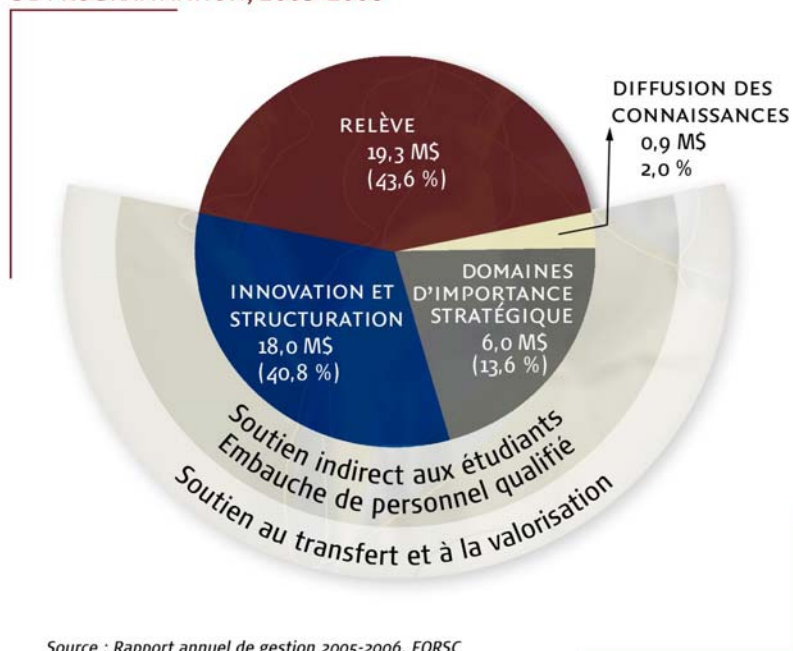 RELÈVE
19,3 M$
(43,6 %)
DIFFUSION DES
CONNAISSANCES
0,9 M$
2,0 %
INNOVATION ET
STRUCTURATION
18,0 M$
(40,8 %)
DOMAINES
D'IMPORTANCE
STRATÉGIQUE
6,0 M$
(13,6 %)
Soutien indirect aux étudiants
Embauche de personnel qualifié
Soutien au transfert et à la valorisation
Source : Rapport annuel de gestion 2005-2006, FQRSC